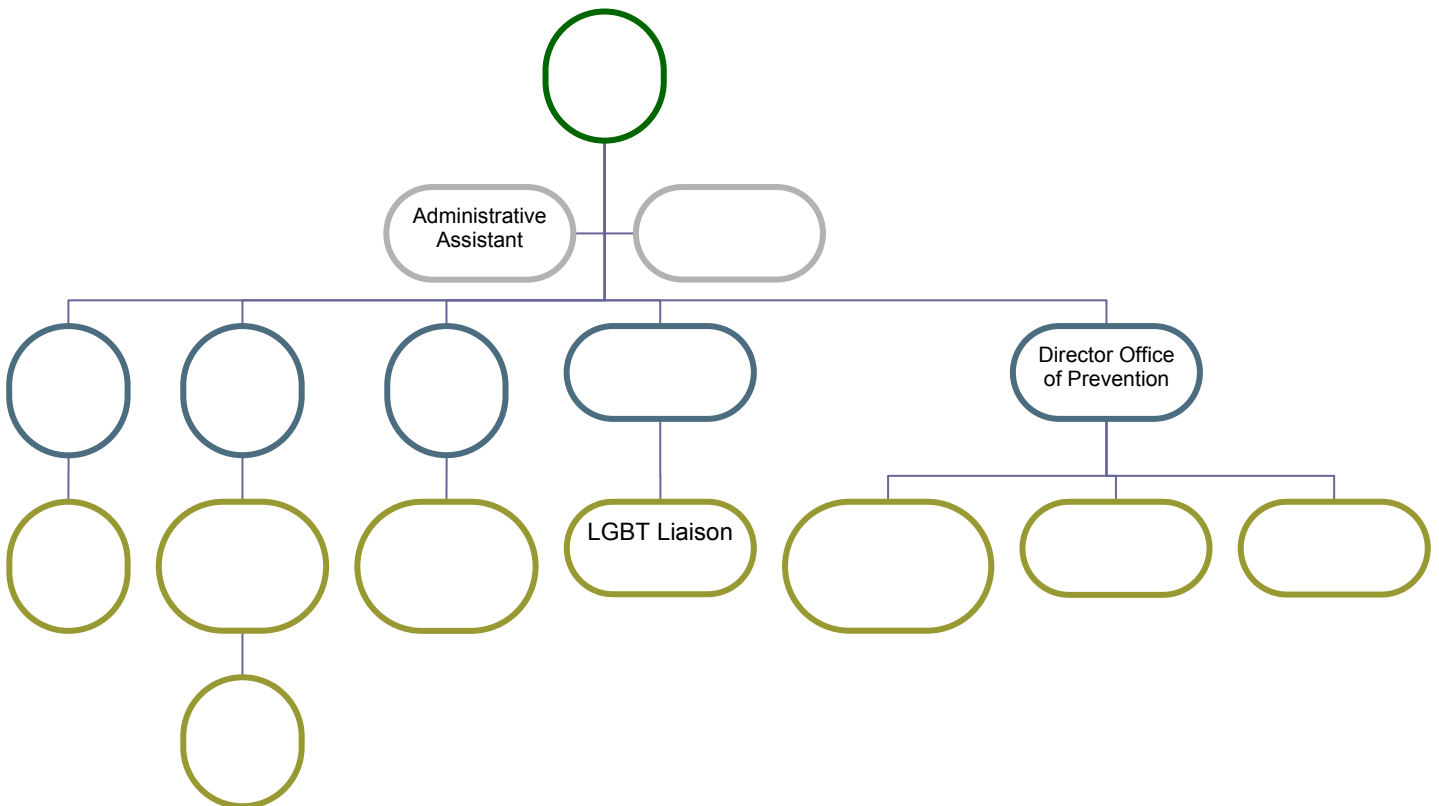 Administrative
Assistant
Director Office
of Prevention
LGBT Liaison